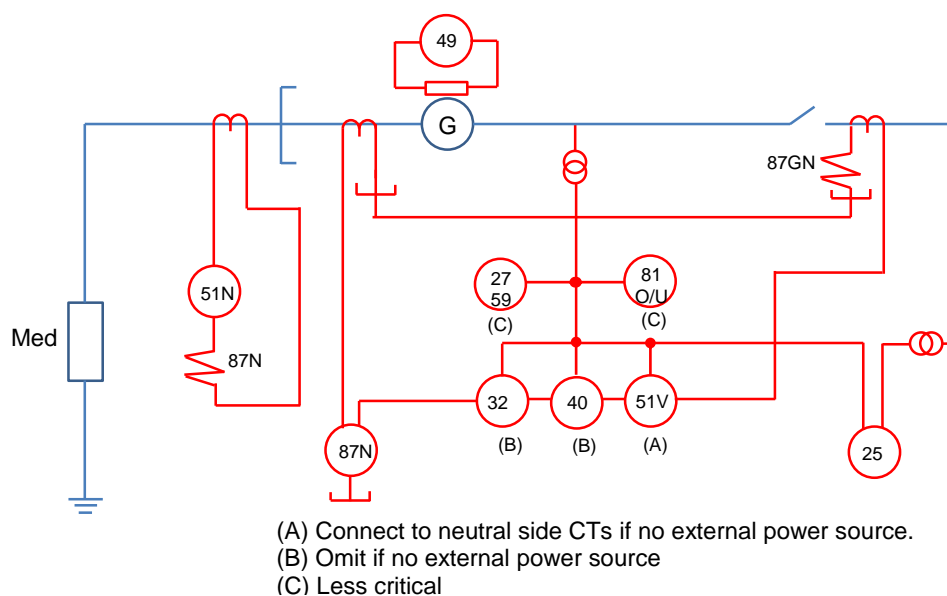 49
G
87GN
51N
27
59
(C)
81
O/U
(C)
Med
87N
32
40
51V
(B)
(B)
(A)
87N
25
(A) Connect to neutral side CTs if no external power source.
(B) Omit if no external power source
(C) Less critical